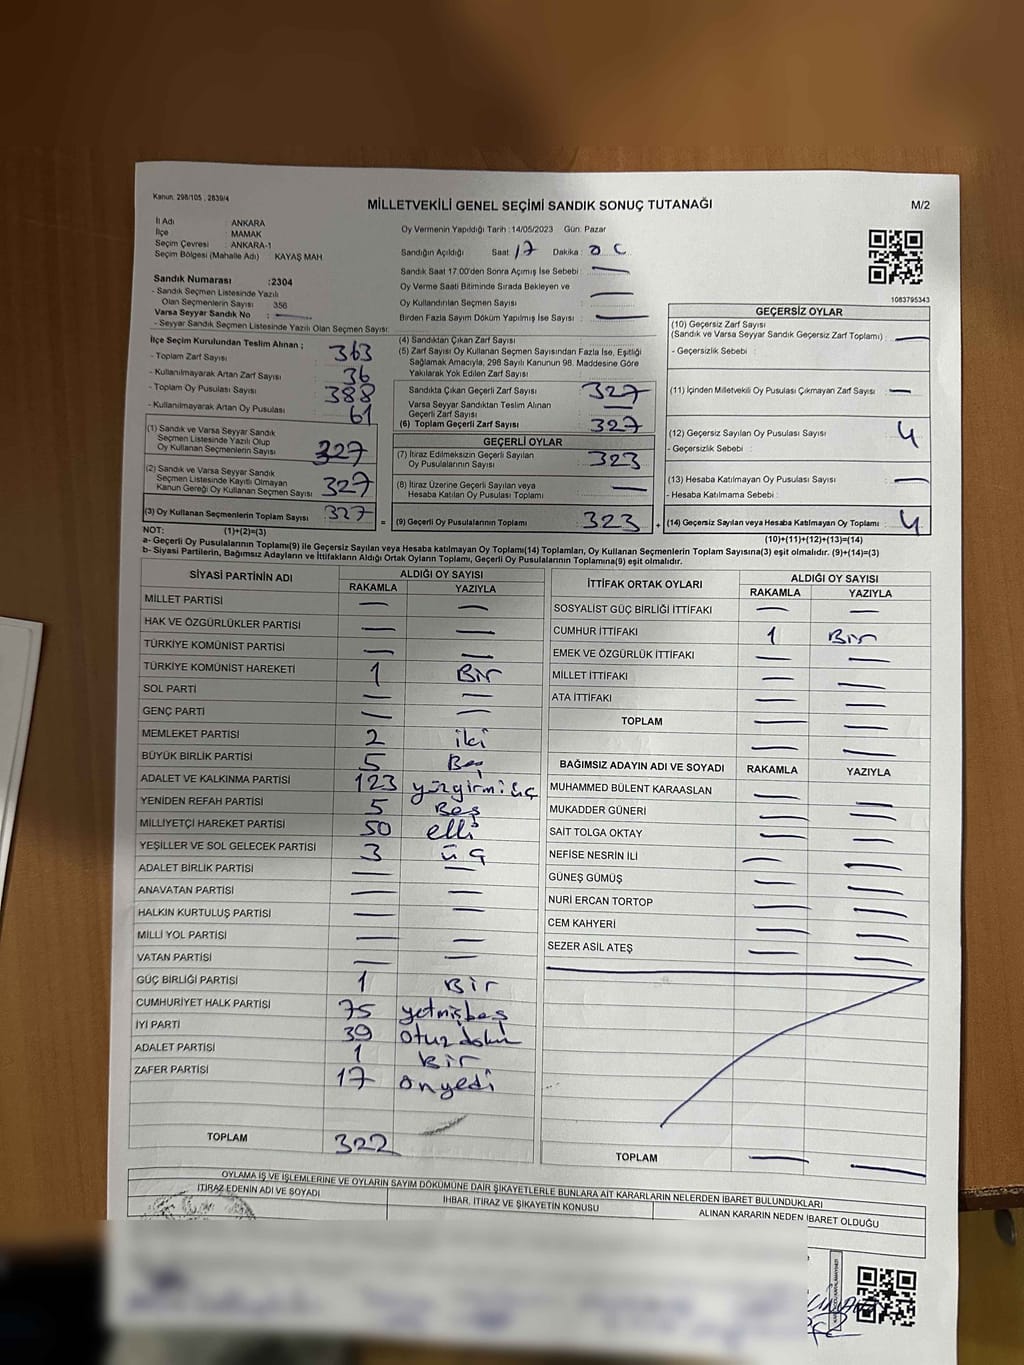 Kanun. 298/105 , 2839/4
MİLLETVEKİLİ GENEL SEÇİMİ SANDIK SONUÇ TUTANAĞI
M/2
İl Adı : ANKARA
İlçe : MAMAK
Seçim Çevresi : ANKARA-1
Seçim Bölgesi (Mahalle Adı) : KAYAŞ MAH
Oy Vermenin Yapıldığı Tarih : 14/05/2023 Gün: Pazar
Sandığın Açıldığı Saat : 17 Dakika :
Sandık Saat 17:00'den Sonra Açımış İse Sebebi : —
Oy Verme Saati Bitiminde Sırada Bekleyen ve
Oy Kullandırılan Seçmen Sayısı : —
Birden Fazla Sayım Döküm Yapılmış İse Sayısı : —
1083795343
Sandık Numarası :2304
- Sandık Seçmen Listesinde Yazılı
Olan Seçmenlerin Sayısı 356
Varsa Seyyar Sandık No : —
- Seyyar Sandık Seçmen Listesinde Yazılı Olan Seçmen Sayısı:
İlçe Seçim Kurulundan Teslim Alınan ;
- Toplam Zarf Sayısı : 363
- Kullanılmayarak Artan Zarf Sayısı : 36
- Toplam Oy Pusulası Sayısı : 388
- Kullanılmayarak Artan Oy Pusulası : 61
(1) Sandık ve Varsa Seyyar Sandık
Seçmen Listesinde Yazılı Olup
Oy Kullanan Seçmenlerin Sayısı : 327
(2) Sandık ve Varsa Seyyar Sandık
Seçmen Listesinde Kayıtlı Olmayan
Kanun Gereği Oy Kullanan Seçmen Sayısı : 327
(3) Oy Kullanan Seçmenlerin Toplam Sayısı : 327
(4) Sandıktan Çıkan Zarf Sayısı :
(5) Zarf Sayısı Oy Kullanan Seçmen Sayısından Fazla İse, Eşitliği
Sağlamak Amacıyla, 298 Sayılı Kanunun 98. Maddesine Göre
Yakılarak Yok Edilen Zarf Sayısı :
Sandıkta Çıkan Geçerli Zarf Sayısı : 327
Varsa Seyyar Sandıktan Teslim Alınan
Geçerli Zarf Sayısı : —
(6) Toplam Geçerli Zarf Sayısı : 327
GEÇERLİ OYLAR
(7) İtiraz Edilmeksizin Geçerli Sayılan
Oy Pusulalarının Sayısı : 323
(8) İtiraz Üzerine Geçerli Sayılan veya
Hesaba Katılan Oy Pusulası Toplamı : —
= (9) Geçerli Oy Pusulalarının Toplamı : 323 +
GEÇERSİZ OYLAR
(10) Geçersiz Zarf Sayısı
(Sandık ve Varsa Seyyar Sandık Geçersiz Zarf Toplamı) : —
- Geçersizlik Sebebi :
(11) İçinden Milletvekili Oy Pusulası Çıkmayan Zarf Sayısı : —
(12) Geçersiz Sayılan Oy Pusulası Sayısı : 4
- Geçersizlik Sebebi :
(13) Hesaba Katılmayan Oy Pusulası Sayısı : —
- Hesaba Katılmama Sebebi :
(14) Geçersiz Sayılan veya Hesaba Katılmayan Oy Toplamı : 4
NOT: (1)+(2)=(3)
(10)+(11)+(12)+(13)=(14)
a- Geçerli Oy Pusulalarının Toplamı(9) ile Geçersiz Sayılan veya Hesaba katılmayan Oy Toplamı(14) Toplamları, Oy Kullanan Seçmenlerin Toplam Sayısına(3) eşit olmalıdır. (9)+(14)=(3)
b- Siyasi Partilerin, Bağımsız Adayların ve İttifakların Aldığı Ortak Oyların Toplamı, Geçerli Oy Pusulalarının Toplamına(9) eşit olmalıdır.
SİYASİ PARTİNİN ADI
ALDIĞI OY SAYISI
RAKAMLA YAZIYLA
MİLLET PARTİSİ — —
HAK VE ÖZGÜRLÜKLER PARTİSİ — —
TÜRKİYE KOMÜNİST PARTİSİ — —
TÜRKİYE KOMÜNİST HAREKETİ 1 Bir
SOL PARTİ — —
GENÇ PARTİ — —
MEMLEKET PARTİSİ 2 iki
BÜYÜK BİRLİK PARTİSİ 5 Beş
ADALET VE KALKINMA PARTİSİ 123 yüzyirmiüç
YENİDEN REFAH PARTİSİ 5 Beş
MİLLİYETÇİ HAREKET PARTİSİ 50 elli
YEŞİLLER VE SOL GELECEK PARTİSİ 3 üç
ADALET BİRLİK PARTİSİ — —
ANAVATAN PARTİSİ — —
HALKIN KURTULUŞ PARTİSİ — —
MİLLİ YOL PARTİSİ — —
VATAN PARTİSİ — —
GÜÇ BİRLİĞİ PARTİSİ 1 Bir
CUMHURİYET HALK PARTİSİ 75 yetmişbeş
İYİ PARTİ 39 otuzdoku
ADALET PARTİSİ 1 bir
ZAFER PARTİSİ 17 onyedi
TOPLAM 322
İTTİFAK ORTAK OYLARI
ALDIĞI OY SAYISI
RAKAMLA YAZIYLA
SOSYALİST GÜÇ BİRLİĞİ İTTİFAKI — —
CUMHUR İTTİFAKI 1 Bir
EMEK VE ÖZGÜRLÜK İTTİFAKI — —
MİLLET İTTİFAKI — —
ATA İTTİFAKI — —
TOPLAM — —
— —
BAĞIMSIZ ADAYIN ADI VE SOYADI RAKAMLA YAZIYLA
MUHAMMED BÜLENT KARAASLAN — —
MUKADDER GÜNERİ — —
SAİT TOLGA OKTAY — —
NEFİSE NESRİN İLİ — —
GÜNEŞ GÜMÜŞ — —
NURİ ERCAN TORTOP — —
CEM KAHYERİ — —
SEZER ASIL ATEŞ — —
TOPLAM — —
OYLAMA İŞ VE İŞLEMLERİNE VE OYLARIN SAYIM DÖKÜMÜNE DAİR ŞİKAYETLERLE BUNLARA AİT KARARLARIN NELERDEN İBARET BULUNDUKLARI
İTİRAZ EDENİN ADI VE SOYADI
İHBAR, İTİRAZ VE ŞİKAYETİN KONUSU
ALINAN KARARIN NEDEN İBARET OLDUĞU